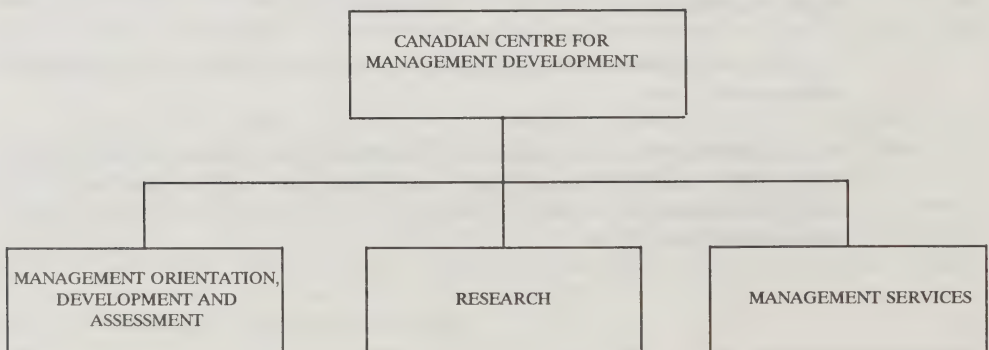 CANADIAN CENTRE FOR
MANAGEMENT DEVELOPMENT
MANAGEMENT ORIENTATION,
DEVELOPMENT AND
ASSESSMENT
RESEARCH
MANAGEMENT SERVICES